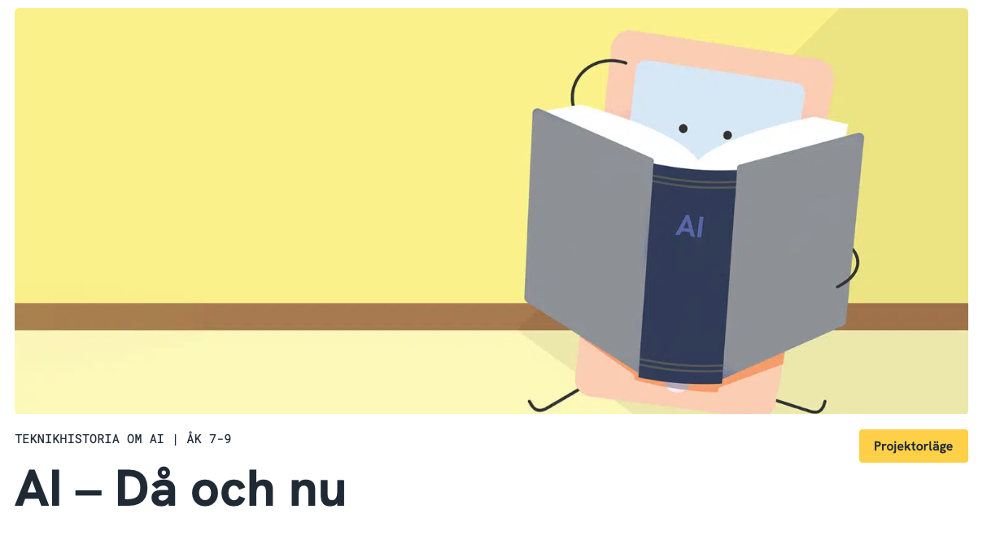 AI
TEKNIKHISTORIA OM AI | ÅK 7-9
Projektorläge
AI – Då och nu